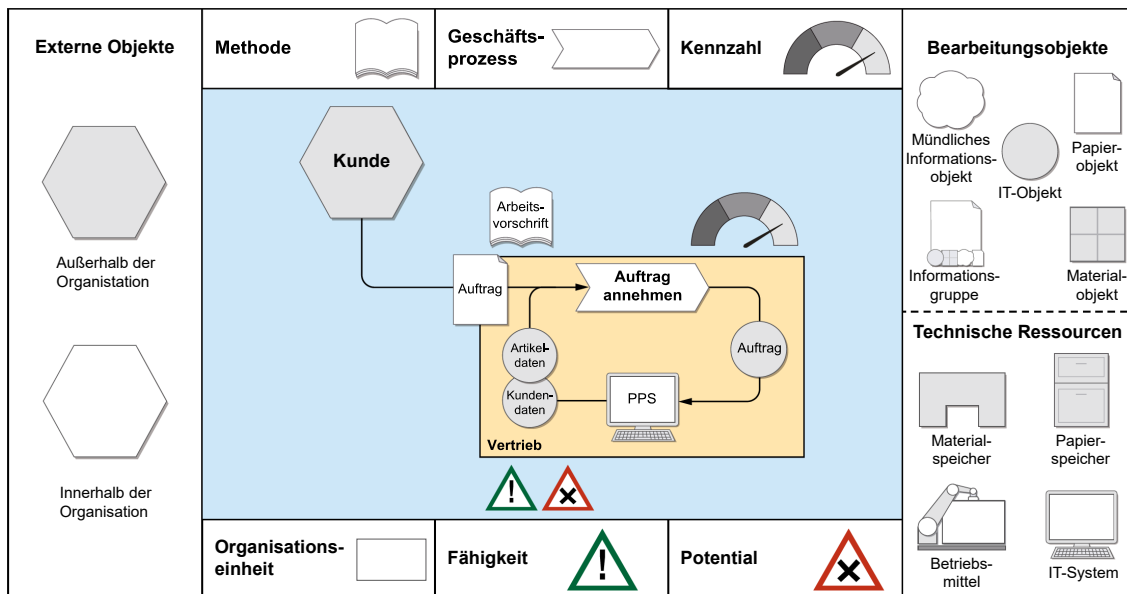 Externe Objekte
Außerhalb der
Organistation
Innerhalb der
Organisation
Methode
Geschäfts-
prozess
Kennzahl
Kunde
Arbeits-
vorschrift
Auftrag
Auftrag
annehmen
Artikel-
daten
Kunden-
daten
PPS
Auftrag
Vertrieb
!
×
Organisations-
einheit
Fähigkeit
!
Potential
×
Bearbeitungsobjekte
Mündliches
Informations-
objekt
IT-Objekt
Papier-
objekt
Informations-
gruppe
Material-
objekt
Technische Ressourcen
Material-
speicher
Papier-
speicher
Betriebs-
mittel
IT-System